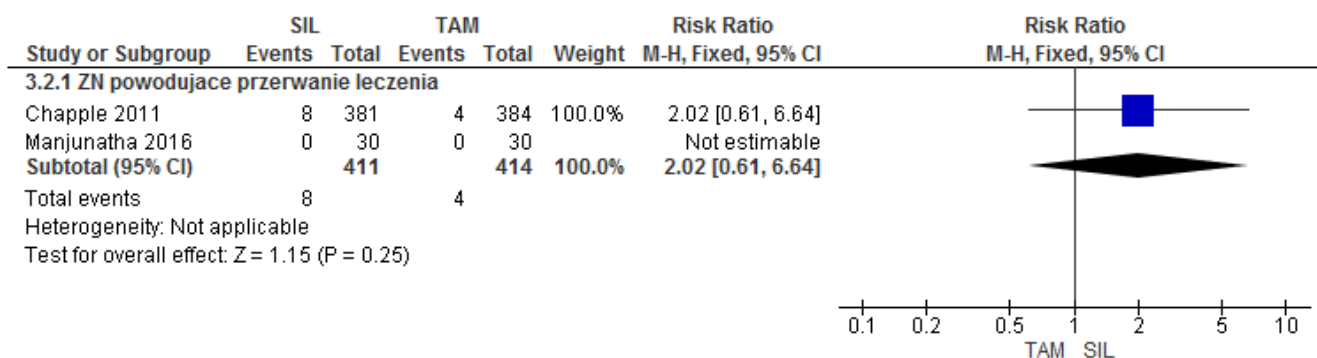 SIL TAM Risk Ratio Risk Ratio
Study or Subgroup Events Total Events Total Weight M-H, Fixed, 95% CI M-H, Fixed, 95% CI
3.2.1 ZN powodujace przerwanie leczenia
Chapple 2011 8 381 4 384 100.0% 2.02 [0.61, 6.64]
Manjunatha 2016 0 30 0 30 Not estimable
Subtotal (95% CI) 411 414 100.0% 2.02 [0.61, 6.64]
Total events 8 4
Heterogeneity: Not applicable
Test for overall effect: Z = 1.15 (P = 0.25)
0.1 0.2 0.5 1 2 5 10
TAM SIL